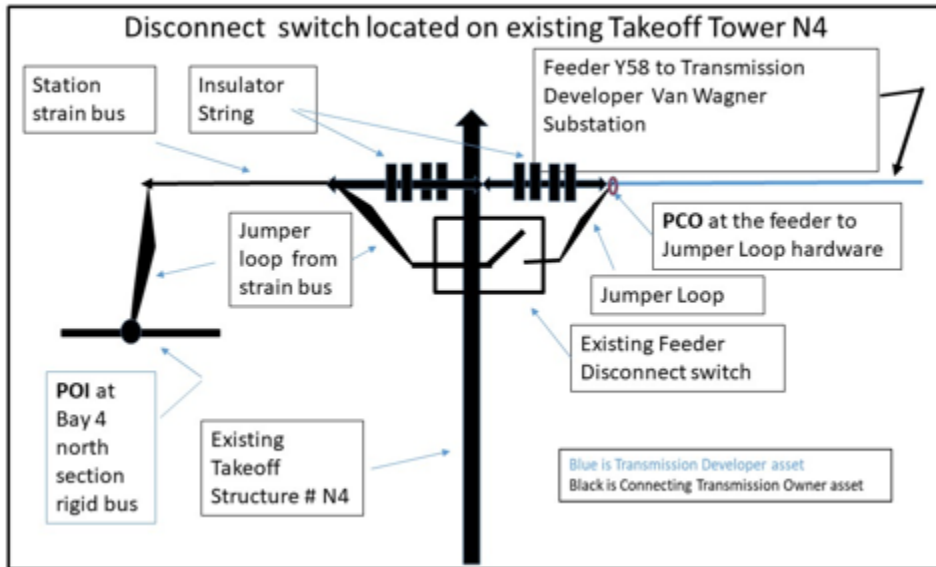 Disconnect switch located on existing Takeoff Tower N4
Station
strain bus
Insulator
String
Feeder Y58 to Transmission
Developer Van Wagner
Substation
Jumper
loop from
strain bus
PCO at the feeder to
Jumper Loop hardware
Jumper Loop
Existing Feeder
Disconnect switch
POI at
Bay 4
north
section
rigid bus
Existing
Takeoff
Structure # N4
Blue is Transmission Developer asset
Black is Connecting Transmission Owner asset